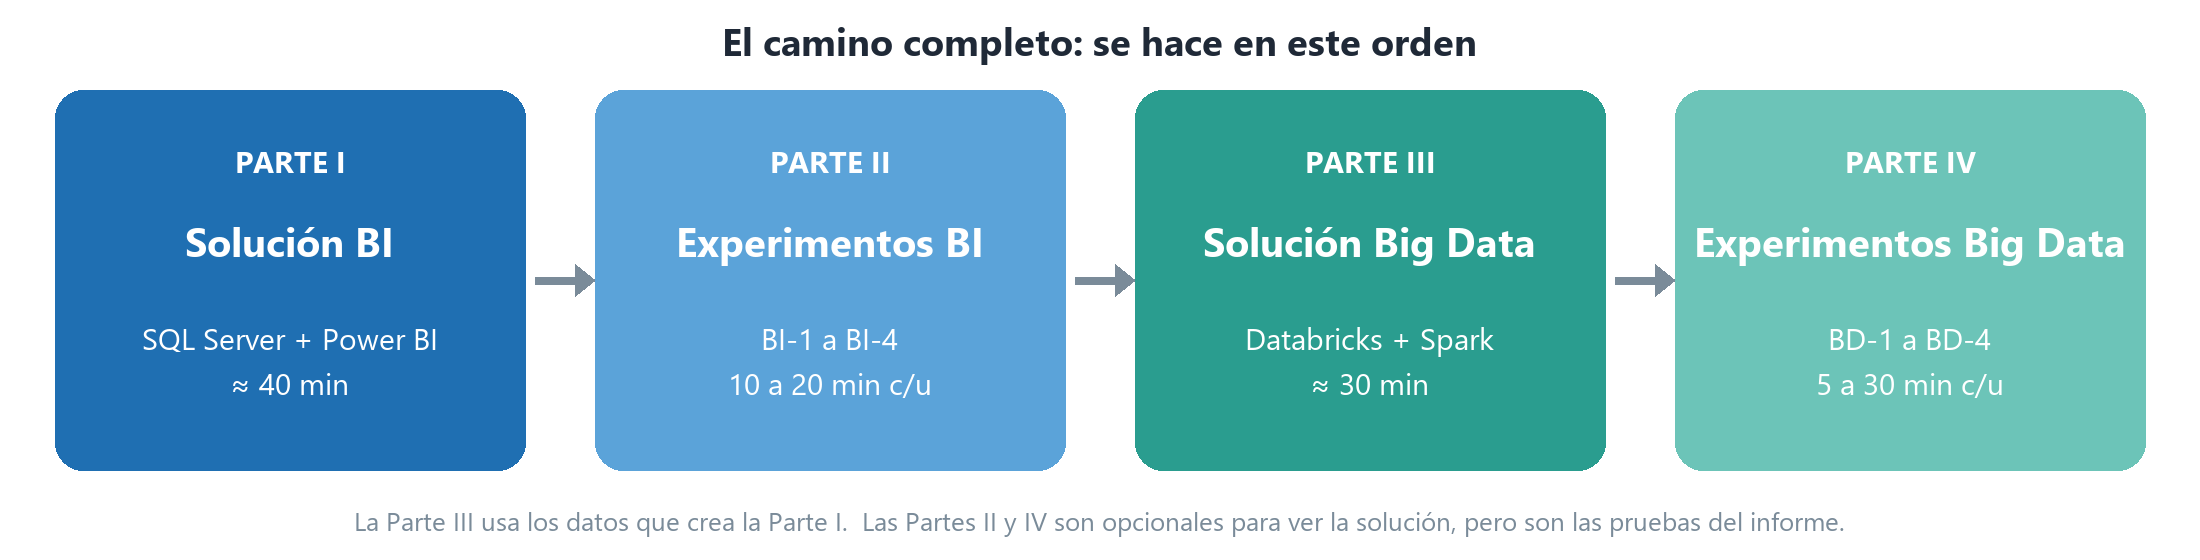 El camino completo: se hace en este orden
PARTE I
Solución BI
SQL Server + Power BI
≈ 40 min
PARTE II
Experimentos BI
BI-1 a BI-4
10 a 20 min c/u
PARTE III
Solución Big Data
Databricks + Spark
≈ 30 min
PARTE IV
Experimentos Big Data
BD-1 a BD-4
5 a 30 min c/u
La Parte III usa los datos que crea la Parte I.  Las Partes II y IV son opcionales para ver la solución, pero son las pruebas del informe.